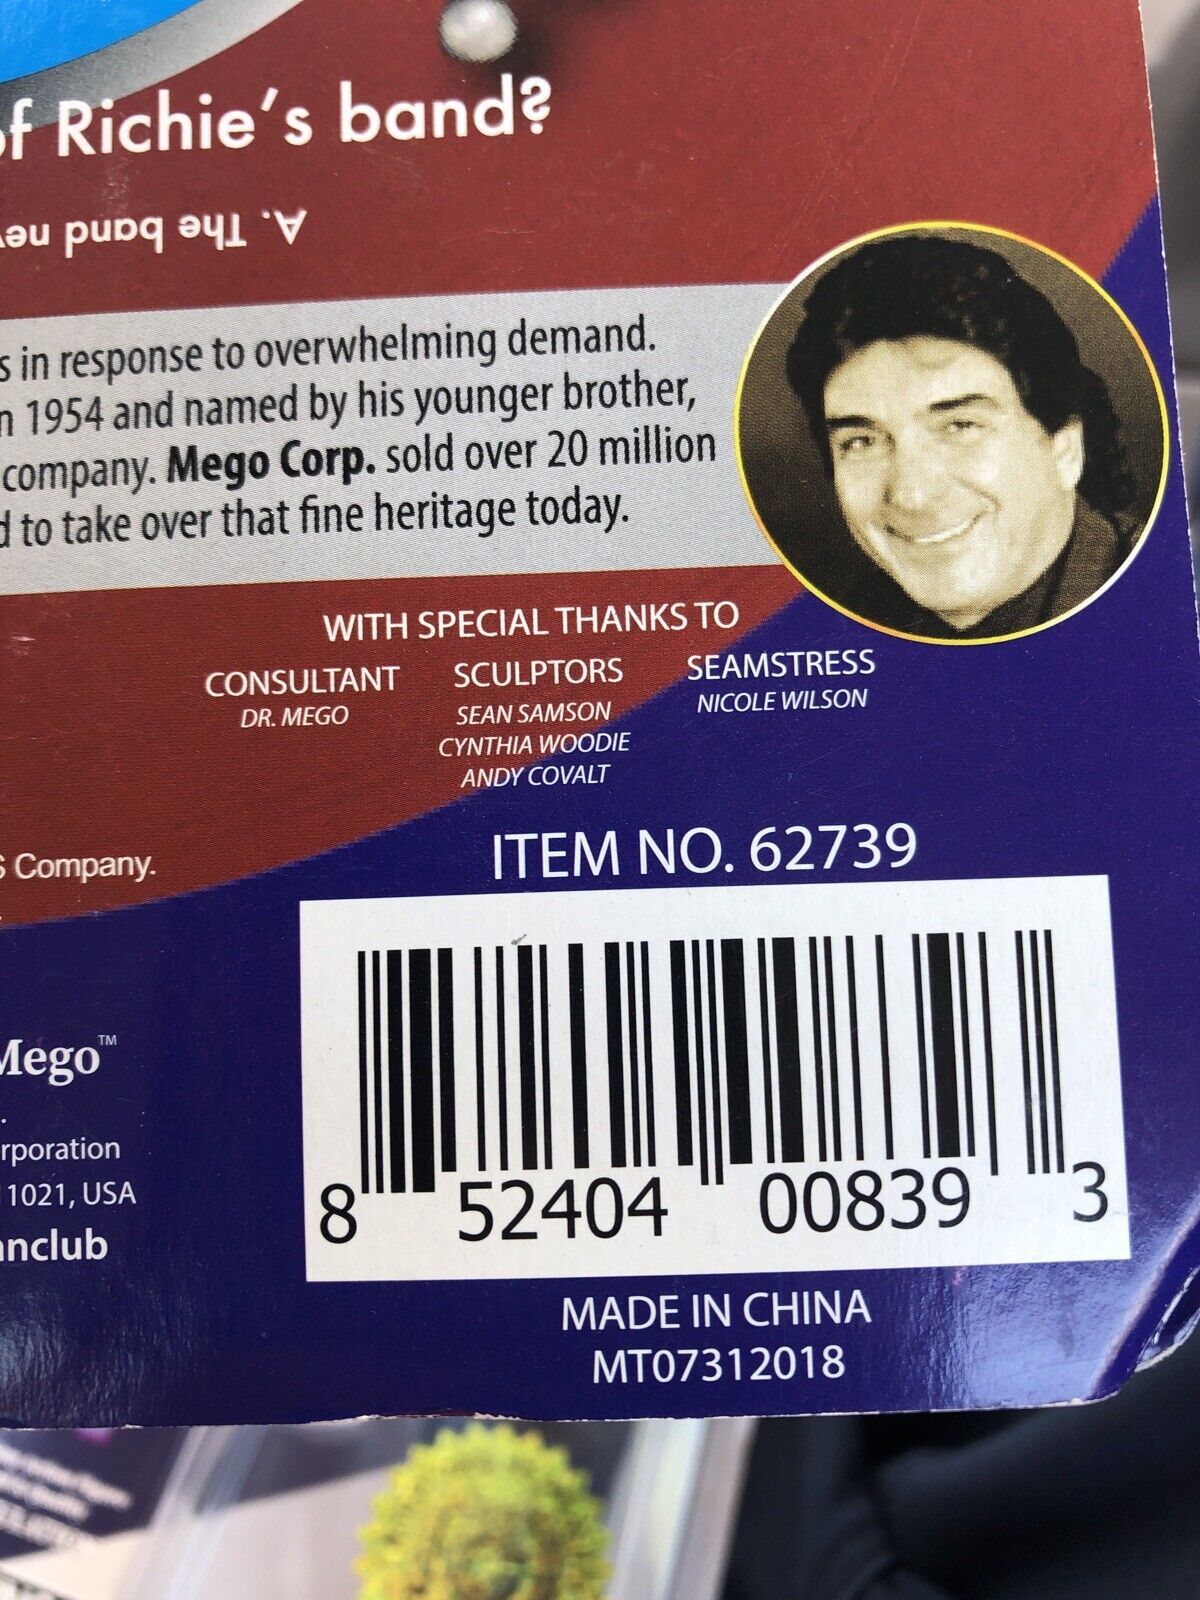 of Richie's band?
A. The band nev
s in response to overwhelming demand.
n 1954 and named by his younger brother,
company. Mego Corp. sold over 20 million
d to take over that fine heritage today.
WITH SPECIAL THANKS TO
CONSULTANT SCULPTORS SEAMSTRESS
DR. MEGO SEAN SAMSON NICOLE WILSON
CYNTHIA WOODIE
ANDY COVALT
ITEM NO. 62739
S Company.
Mego™
rporation
11021, USA
anclub
8 52404 00839 3
MADE IN CHINA
MT07312018